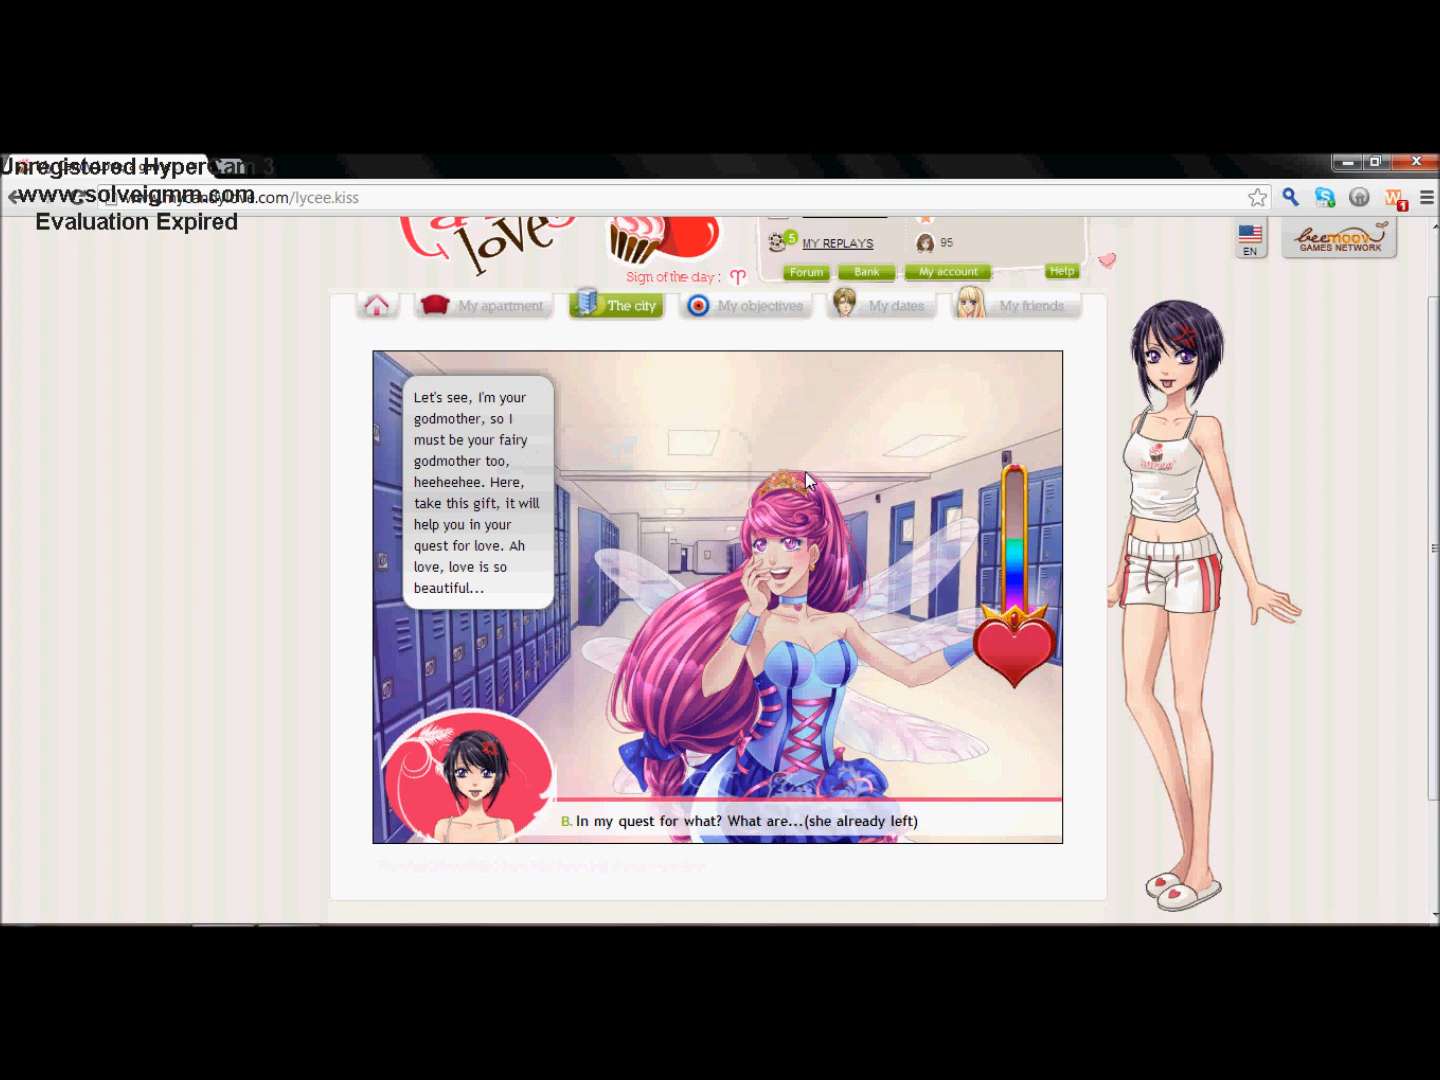 Unregistered HyperCam 3
www.solveigmm.com
Evaluation Expired
mycandylove.com/lycee.kiss
love
5 MY REPLAYS
95
Sign of the day :
Forum
Bank
My account
Help
EN
beemoov
GAMES NETWORK
My apartment
The city
My objectives
My dates
My friends
Let's see, I'm your
godmother, so I
must be your fairy
godmother too,
heeheehee. Here,
take this gift, it will
help you in your
quest for love. Ah
love, love is so
beautiful...
B. In my quest for what? What are...(she already left)